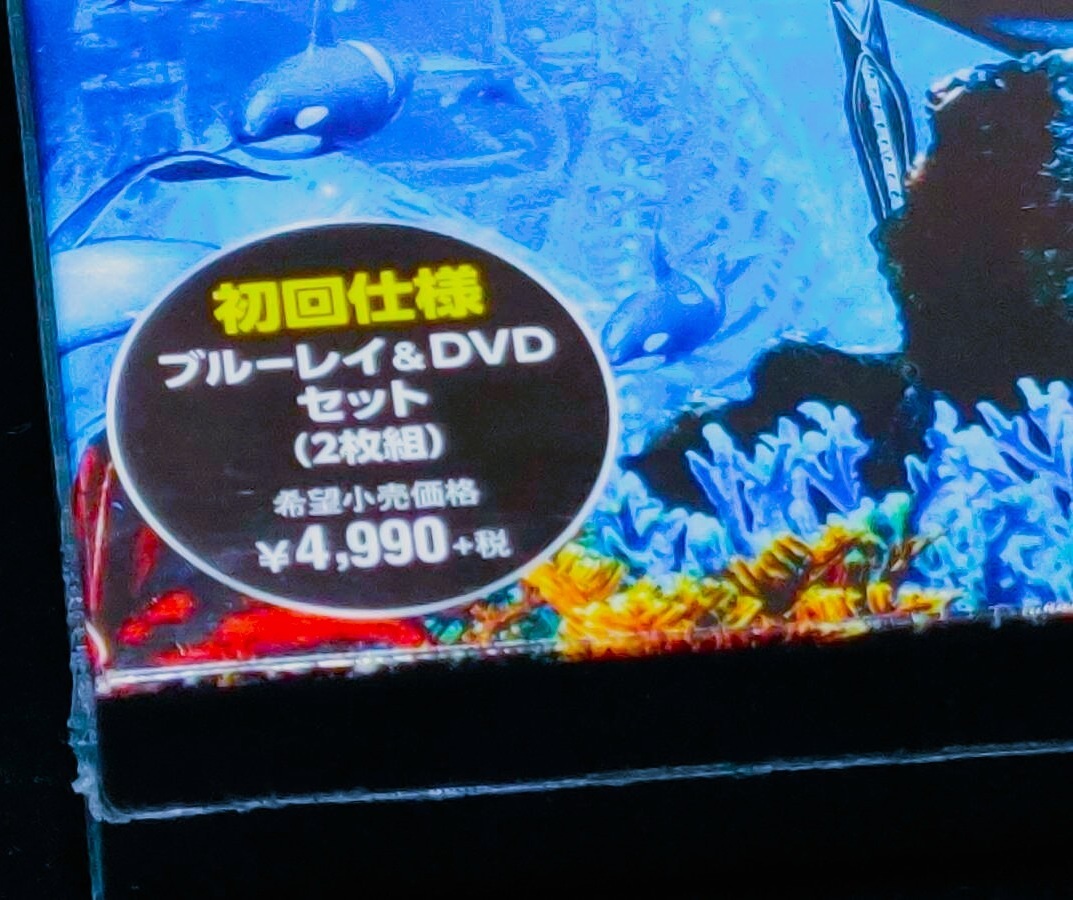 初回仕様
ブルーレイ&DVD
セット
(2枚組)
希望小売価格
¥4,990+税